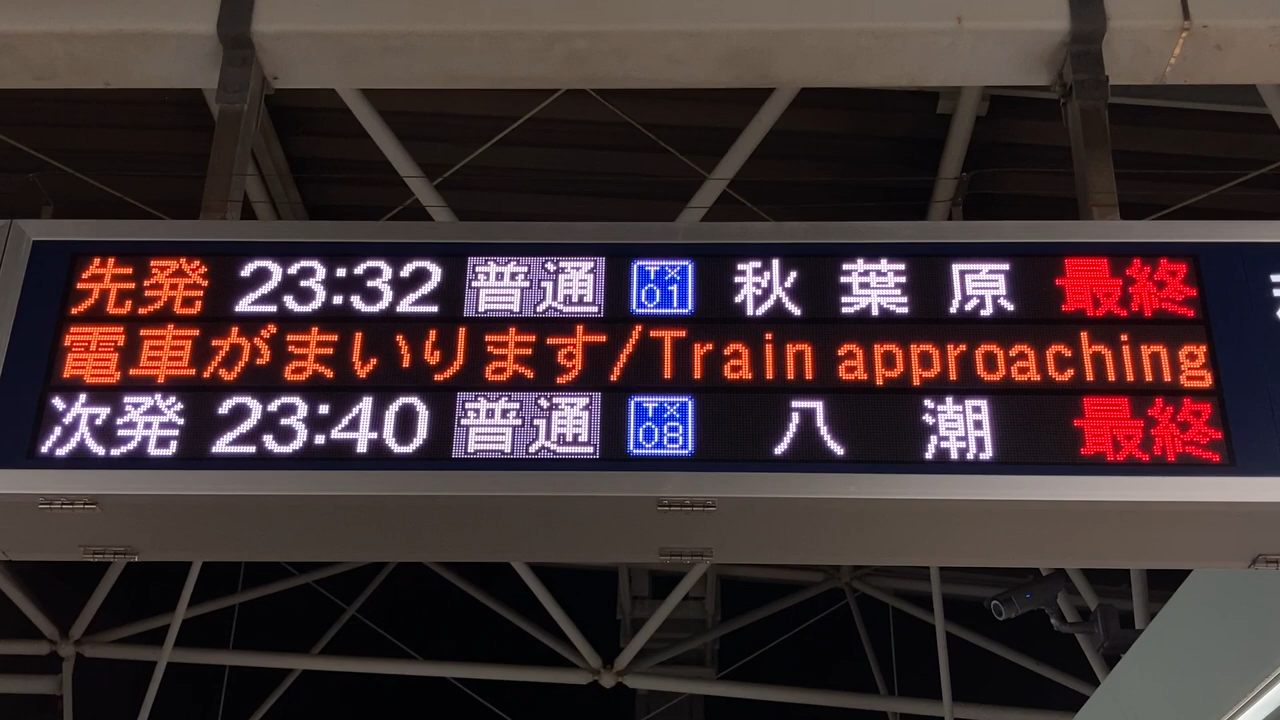 先発 23:32 普通 TX 01 秋葉原 最終
電車がまいります/Train approaching
次発 23:40 普通 TX 08 八潮 最終